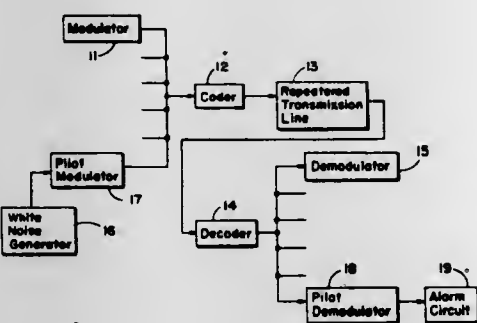 Modulator
11
12
13
Coder
Repeatered
Transmission
Line
Pilot
Modulator
17
15
Demodulator
White
Noise
Generator
16
14
Decoder
18
19
Pilot
Demodulator
Alarm
Circuit